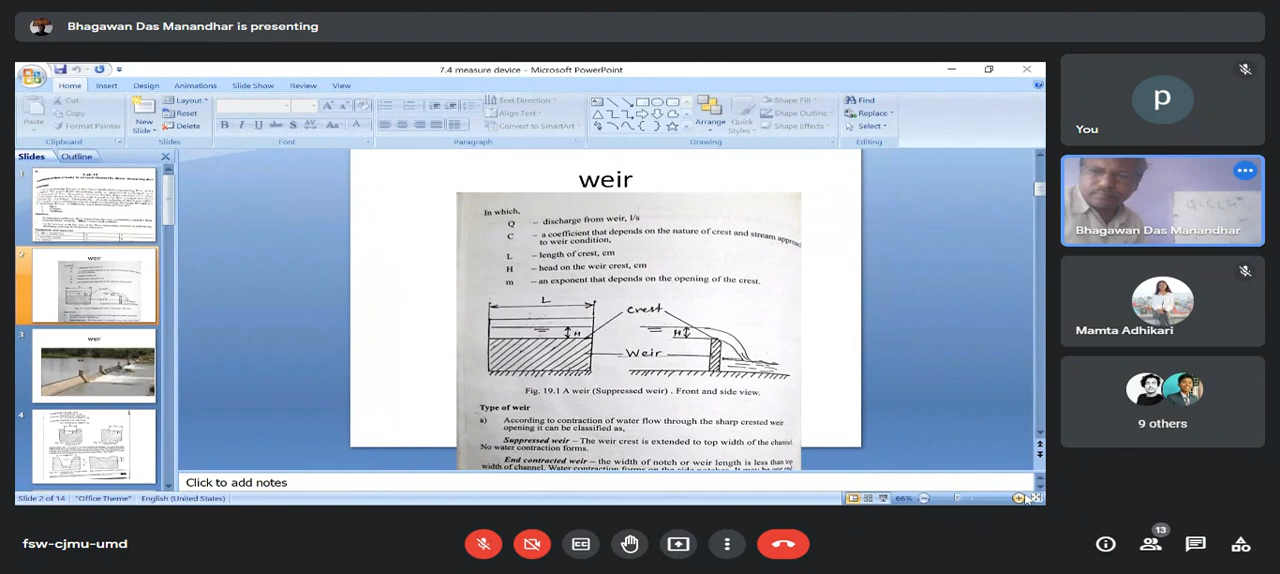 Bhagawan Das Manandhar is presenting
7.4 measure device - Microsoft PowerPoint
Home Insert Design Animations Slide Show Review View
Paste
Cut
Copy
Format Painter
Clipboard
New Slide
Layout
Reset
Delete
Slides
B I U abc S AV Aa A
Font
Text Direction
Align Text
Convert to SmartArt
Paragraph
Arrange
Quick Styles
Shape Fill
Shape Outline
Shape Effects
Drawing
Find
Replace
Select
Editing
Slides Outline
1
2
weir
3
weir
4
weir
In which,
Q – discharge from weir, l/s
C – a coefficient that depends on the nature of crest and stream approa
to weir condition,
L – length of crest, cm
H – head on the weir crest, cm
m – an exponent that depends on the opening of the crest.
L
Crest
H
H
Weir
Fig. 19.1 A weir (Suppressed weir) . Front and side view.
Type of weir
a) According to contraction of water flow through the sharp crested weir
opening it can be classified as,
Suppressed weir – The weir crest is extended to top width of the channel.
No water contraction forms.
End contracted weir – the width of notch or weir length is less than top
width of channel. Water contraction forms on the side
Click to add notes
Slide 2 of 14 "Office Theme" English (United States) 66%
P
You
Bhagawan Das Manandhar
Mamta Adhikari
9 others
fsw-cjmu-umd
CC
13